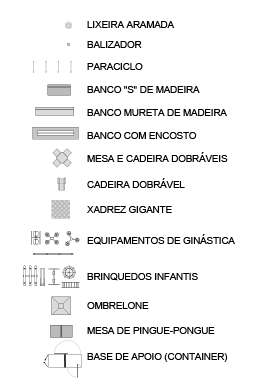 LIXEIRA ARAMADA
BALIZADOR
PARACICLO
BANCO "S" DE MADEIRA
BANCO MURETA DE MADEIRA
BANCO COM ENCOSTO
MESA E CADEIRA DOBRÁVEIS
CADEIRA DOBRÁVEL
XADREZ GIGANTE
EQUIPAMENTOS DE GINÁSTICA
BRINQUEDOS INFANTIS
OMBRELONE
MESA DE PINGUE-PONGUE
BASE DE APOIO (CONTAINER)